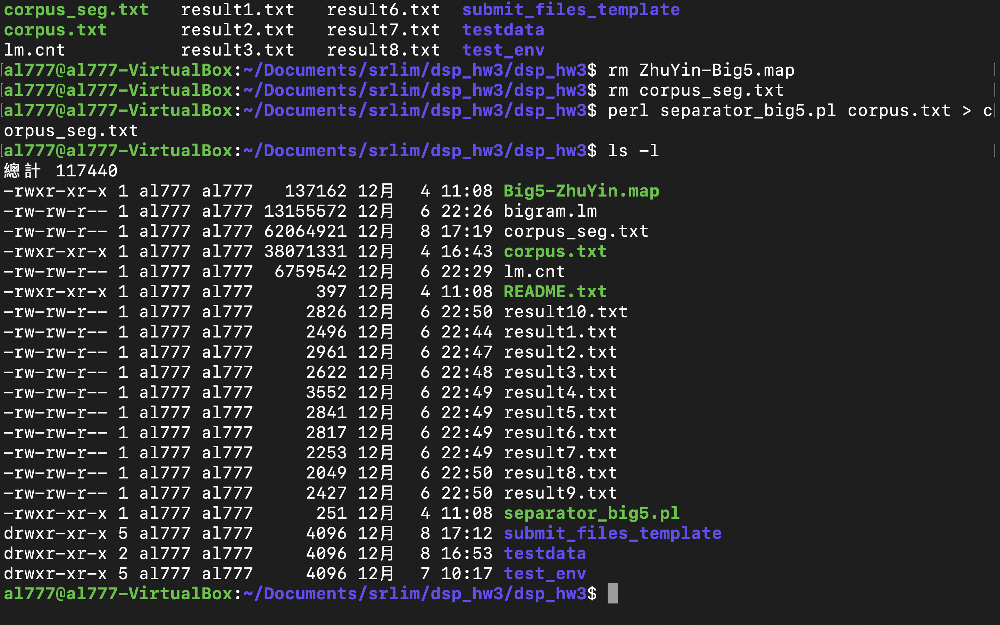 corpus_seg.txt   result1.txt   result6.txt  submit_files_template
corpus.txt       result2.txt   result7.txt  testdata
lm.cnt           result3.txt   result8.txt  test_env
[al777@al777-VirtualBox:~/Documents/srlim/dsp_hw3/dsp_hw3$ rm ZhuYin-Big5.map ]
[al777@al777-VirtualBox:~/Documents/srlim/dsp_hw3/dsp_hw3$ rm corpus_seg.txt ]
[al777@al777-VirtualBox:~/Documents/srlim/dsp_hw3/dsp_hw3$ perl separator_big5.pl corpus.txt > c]
orpus_seg.txt
[al777@al777-VirtualBox:~/Documents/srlim/dsp_hw3/dsp_hw3$ ls -l ]
總計 117440
-rwxr-xr-x 1 al777 al777   137162 12月  4 11:08 Big5-ZhuYin.map
-rw-rw-r-- 1 al777 al777 13155572 12月  6 22:26 bigram.lm
-rw-rw-r-- 1 al777 al777 62064921 12月  8 17:19 corpus_seg.txt
-rwxr-xr-x 1 al777 al777 38071331 12月  4 16:43 corpus.txt
-rw-rw-r-- 1 al777 al777  6759542 12月  6 22:29 lm.cnt
-rwxr-xr-x 1 al777 al777      397 12月  4 11:08 README.txt
-rw-rw-r-- 1 al777 al777     2826 12月  6 22:50 result10.txt
-rw-rw-r-- 1 al777 al777     2496 12月  6 22:44 result1.txt
-rw-rw-r-- 1 al777 al777     2961 12月  6 22:47 result2.txt
-rw-rw-r-- 1 al777 al777     2622 12月  6 22:48 result3.txt
-rw-rw-r-- 1 al777 al777     3552 12月  6 22:49 result4.txt
-rw-rw-r-- 1 al777 al777     2841 12月  6 22:49 result5.txt
-rw-rw-r-- 1 al777 al777     2817 12月  6 22:49 result6.txt
-rw-rw-r-- 1 al777 al777     2253 12月  6 22:49 result7.txt
-rw-rw-r-- 1 al777 al777     2049 12月  6 22:50 result8.txt
-rw-rw-r-- 1 al777 al777     2427 12月  6 22:50 result9.txt
-rwxr-xr-x 1 al777 al777      251 12月  4 11:08 separator_big5.pl
drwxr-xr-x 5 al777 al777     4096 12月  8 17:12 submit_files_template
drwxr-xr-x 2 al777 al777     4096 12月  8 16:53 testdata
drwxr-xr-x 5 al777 al777     4096 12月  7 10:17 test_env
al777@al777-VirtualBox:~/Documents/srlim/dsp_hw3/dsp_hw3$